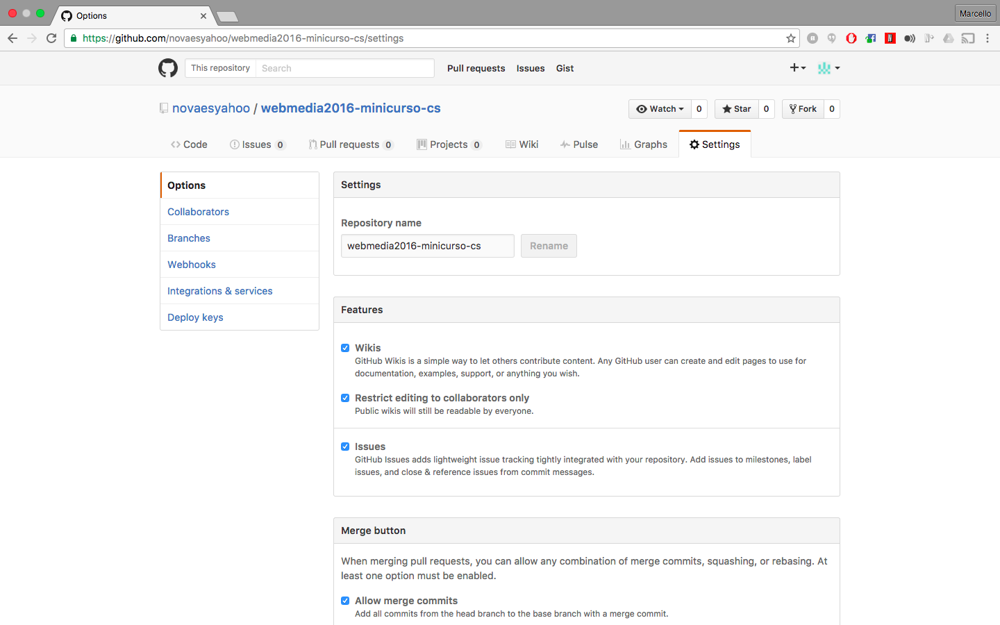 Options
Marcello
https://github.com/novaesyahoo/webmedia2016-minicurso-cs/settings
This repository Search Pull requests Issues Gist
novaesyahoo / webmedia2016-minicurso-cs Watch 0 Star 0 Fork 0
Code Issues 0 Pull requests 0 Projects 0 Wiki Pulse Graphs Settings
Options
Collaborators
Branches
Webhooks
Integrations & services
Deploy keys
Settings
Repository name
webmedia2016-minicurso-cs Rename
Features
Wikis
GitHub Wikis is a simple way to let others contribute content. Any GitHub user can create and edit pages to use for
documentation, examples, support, or anything you wish.
Restrict editing to collaborators only
Public wikis will still be readable by everyone.
Issues
GitHub Issues adds lightweight issue tracking tightly integrated with your repository. Add issues to milestones, label
issues, and close & reference issues from commit messages.
Merge button
When merging pull requests, you can allow any combination of merge commits, squashing, or rebasing. At
least one option must be enabled.
Allow merge commits
Add all commits from the head branch to the base branch with a merge commit.